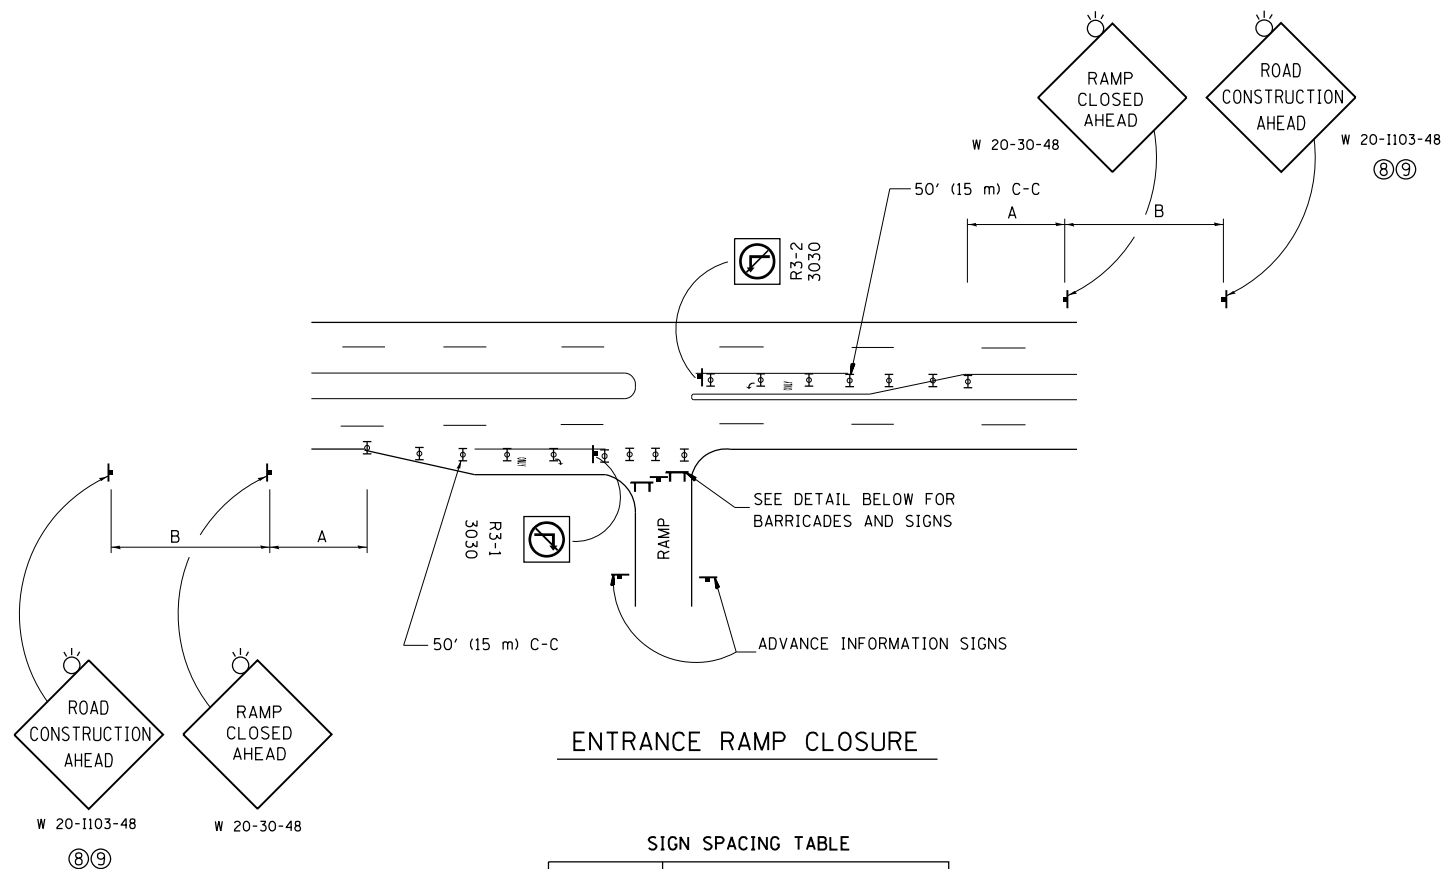 RAMP
CLOSED
AHEAD
W 20-30-48
ROAD
CONSTRUCTION
AHEAD
W 20-I103-48
⑧⑨
50' (15 m) C-C
A
B
R3-2
3030
ONLY
ONLY
SEE DETAIL BELOW FOR
BARRICADES AND SIGNS
RAMP
R3-1
3030
B
A
50' (15 m) C-C
ADVANCE INFORMATION SIGNS
ROAD
CONSTRUCTION
AHEAD
W 20-I103-48
⑧⑨
RAMP
CLOSED
AHEAD
W 20-30-48
ENTRANCE RAMP CLOSURE
SIGN SPACING TABLE